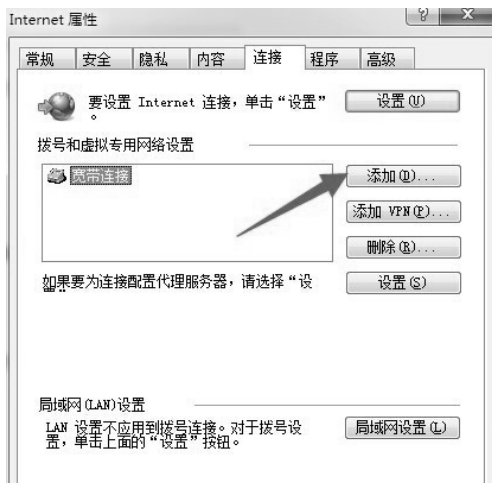 Internet 属性
常规 安全 隐私 内容 连接 程序 高级
要设置 Internet 连接，单击“设置” 设置(U)
。
拨号和虚拟专用网络设置
宽带连接 添加(D)...
添加 VPN(P)...
删除(R)...
如果要为连接配置代理服务器，请选择“设 设置(S)
局域网(LAN)设置
LAN 设置不应用到拨号连接。对于拨号设 局域网设置(L)
置，单击上面的“设置”按钮。